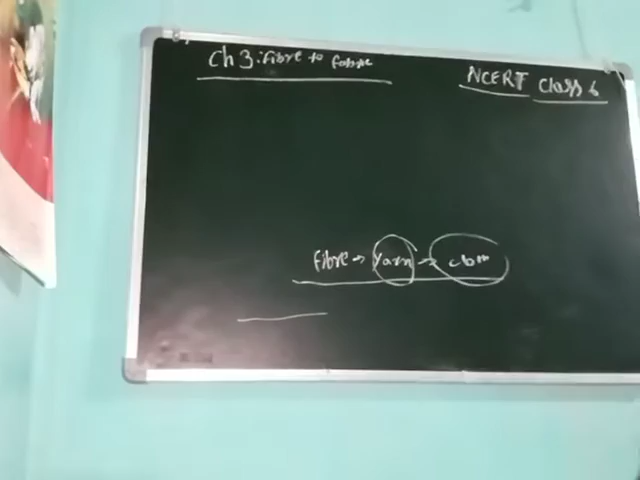 Ch 3: Fibre to fabric
NCERT Class 6
Fibre → Yarn → cloth